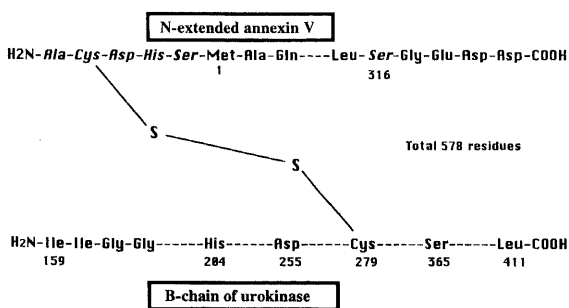 N-extended annexin V
H2N-Ala-Cys-Asp-His-Ser-Met-Ala-Gln----Leu-Ser-Gly-Glu-Asp-Asp-COOH
1 316
S
S
Total 578 residues
H2N-Ile-Ile-Gly-Gly------His------Asp------Cys------Ser------Leu-COOH
159 204 255 279 365 411
B-chain of urokinase